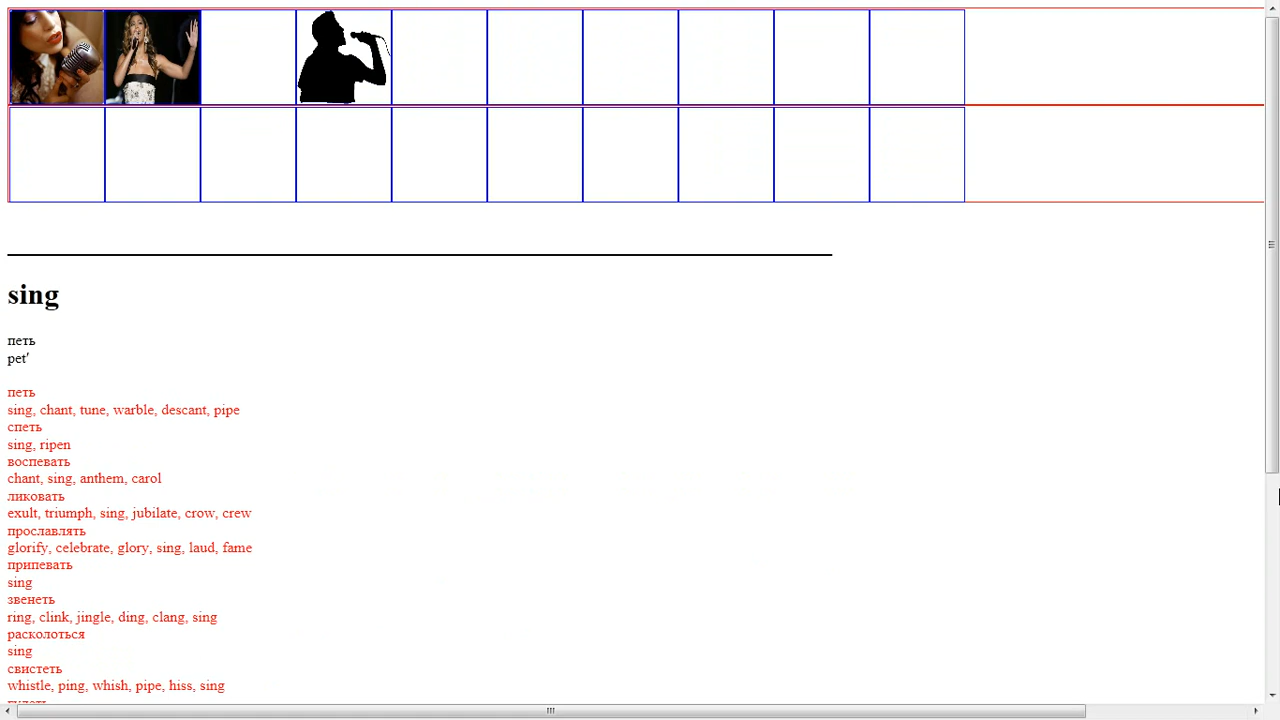 sing
петь
pet′
петь
sing, chant, tune, warble, descant, pipe
спеть
sing, ripen
воспевать
chant, sing, anthem, carol
ликовать
exult, triumph, sing, jubilate, crow, crew
прославлять
glorify, celebrate, glory, sing, laud, fame
припевать
sing
звенеть
ring, clink, jingle, ding, clang, sing
расколоться
sing
свистеть
whistle, ping, whish, pipe, hiss, sing